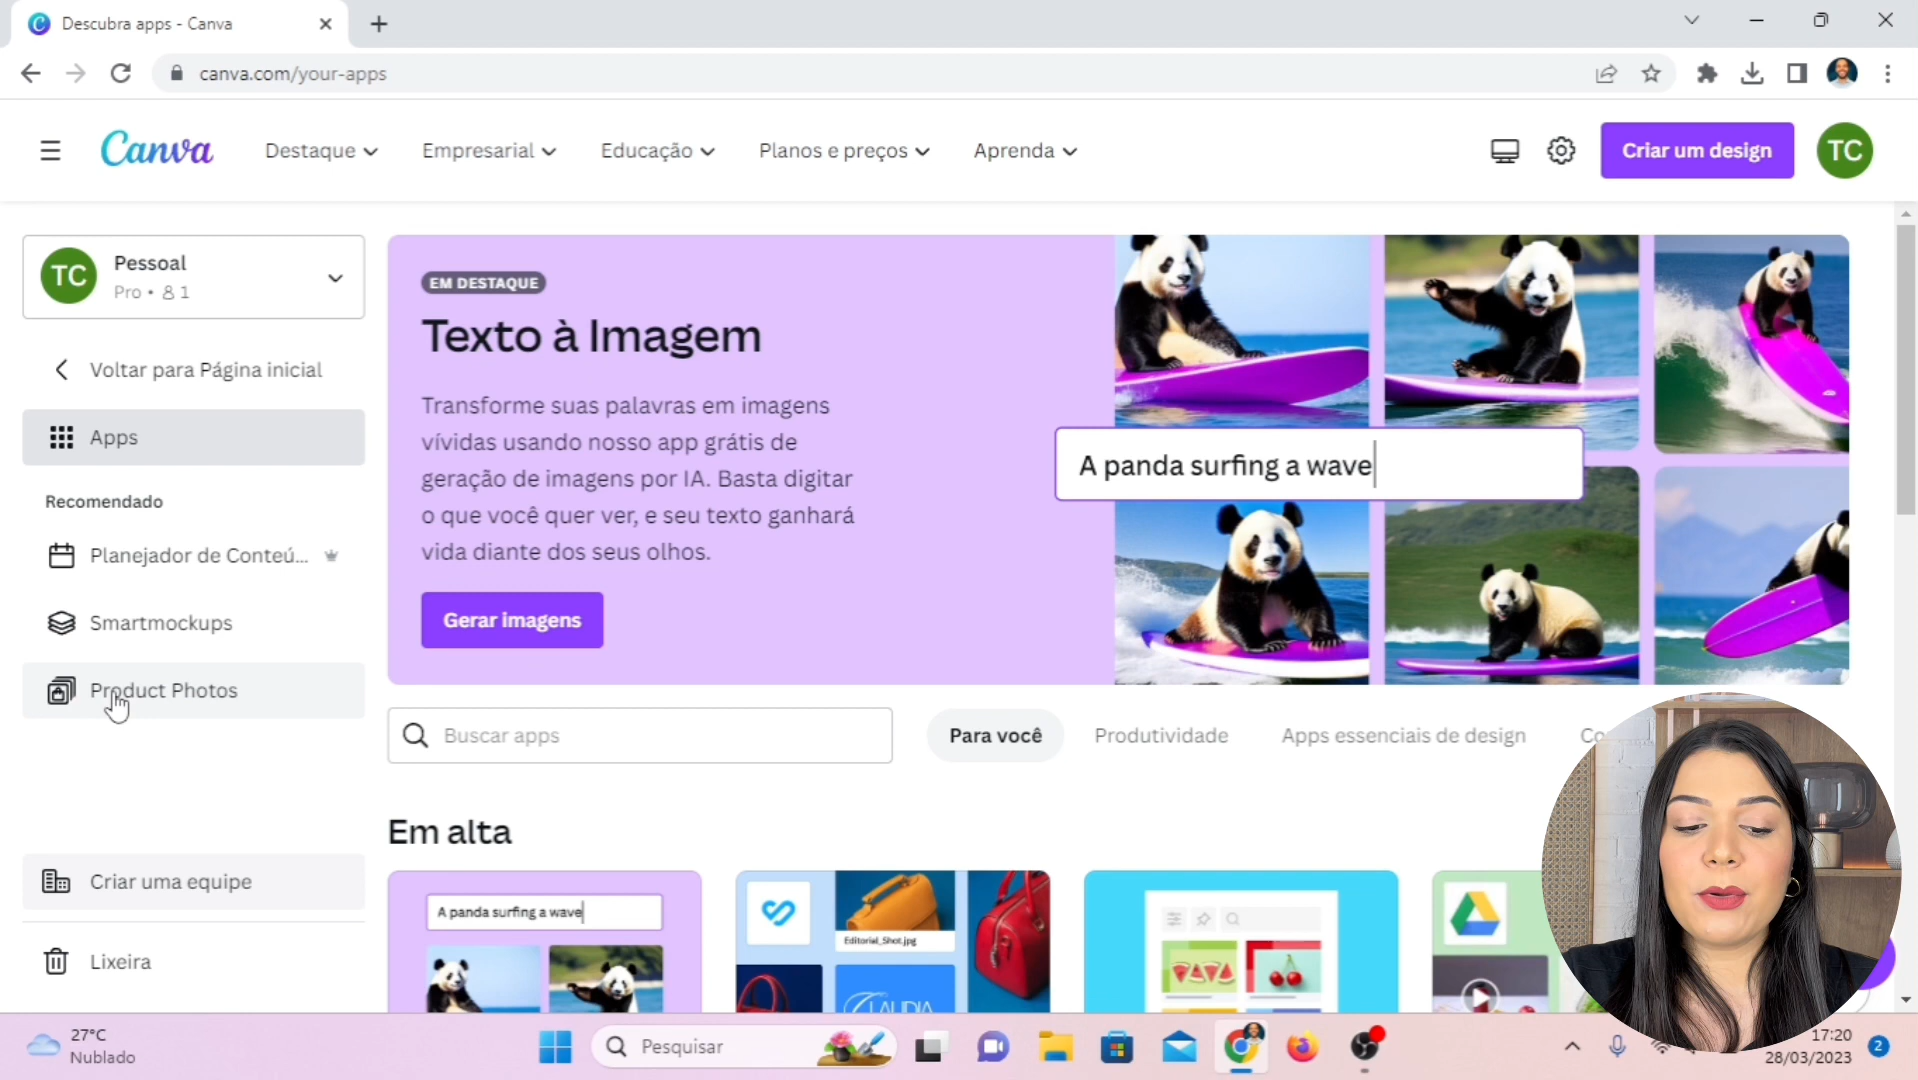 Descubra apps - Canva
canva.com/your-apps
Canva
Destaque
Empresarial
Educação
Planos e preços
Aprenda
Criar um design
TC
TC
Pessoal
Pro • 1
Voltar para Página inicial
Apps
Recomendado
Planejador de Conteú...
Smartmockups
Product Photos
Criar uma equipe
Lixeira
EM DESTAQUE
Texto à Imagem
Transforme suas palavras em imagens
vívidas usando nosso app grátis de
geração de imagens por IA. Basta digitar
o que você quer ver, e seu texto ganhará
vida diante dos seus olhos.
Gerar imagens
A panda surfing a wave
Buscar apps
Para você
Produtividade
Apps essenciais de design
Co
Em alta
A panda surfing a wave
Editorial_Shot.jpg
CLAUDIA
27°C
Nublado
Pesquisar
17:20
28/03/2023
2